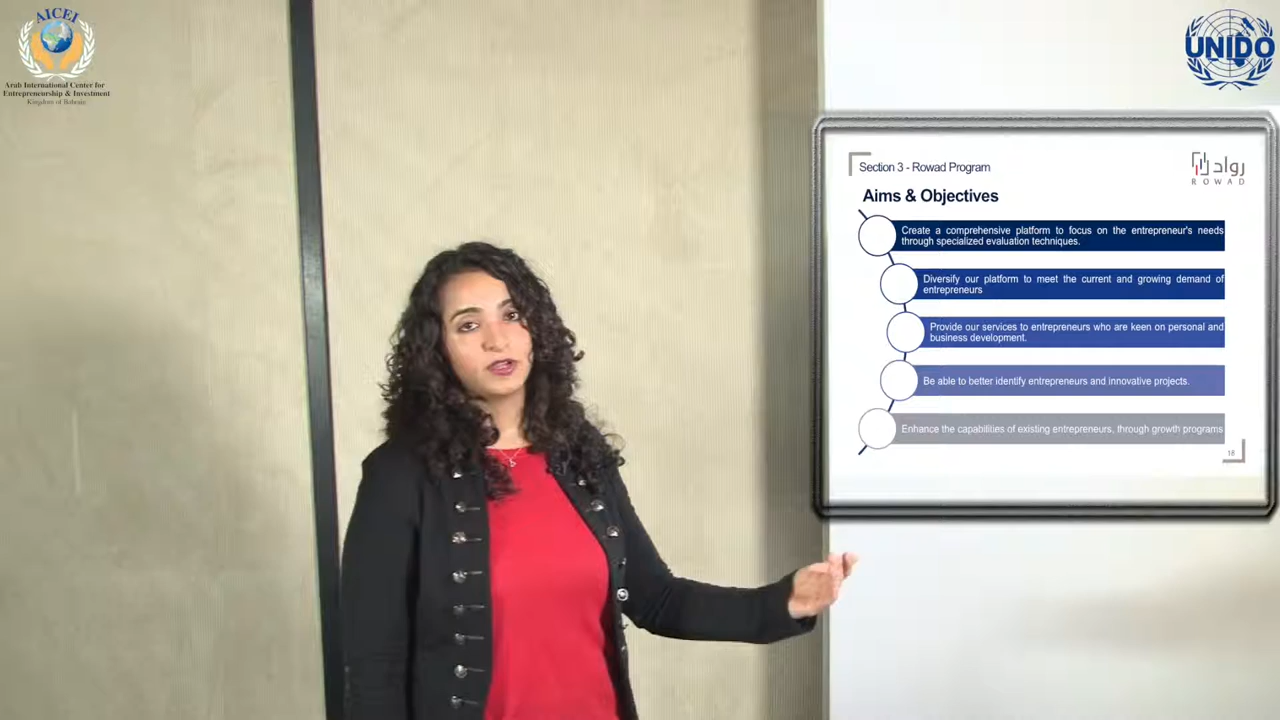 AICEI
Arab International Center for
Entrepreneurship & Investment
Kingdom of Bahrain
UNIDO
Section 3 - Rowad Program
رواد
ROWAD
Aims & Objectives
Create a comprehensive platform to focus on the entrepreneur's needs
through specialized evaluation techniques.
Diversify our platform to meet the current and growing demand of
entrepreneurs
Provide our services to entrepreneurs who are keen on personal and
business development.
Be able to better identify entrepreneurs and innovative projects.
Enhance the capabilities of existing entrepreneurs, through growth programs
18